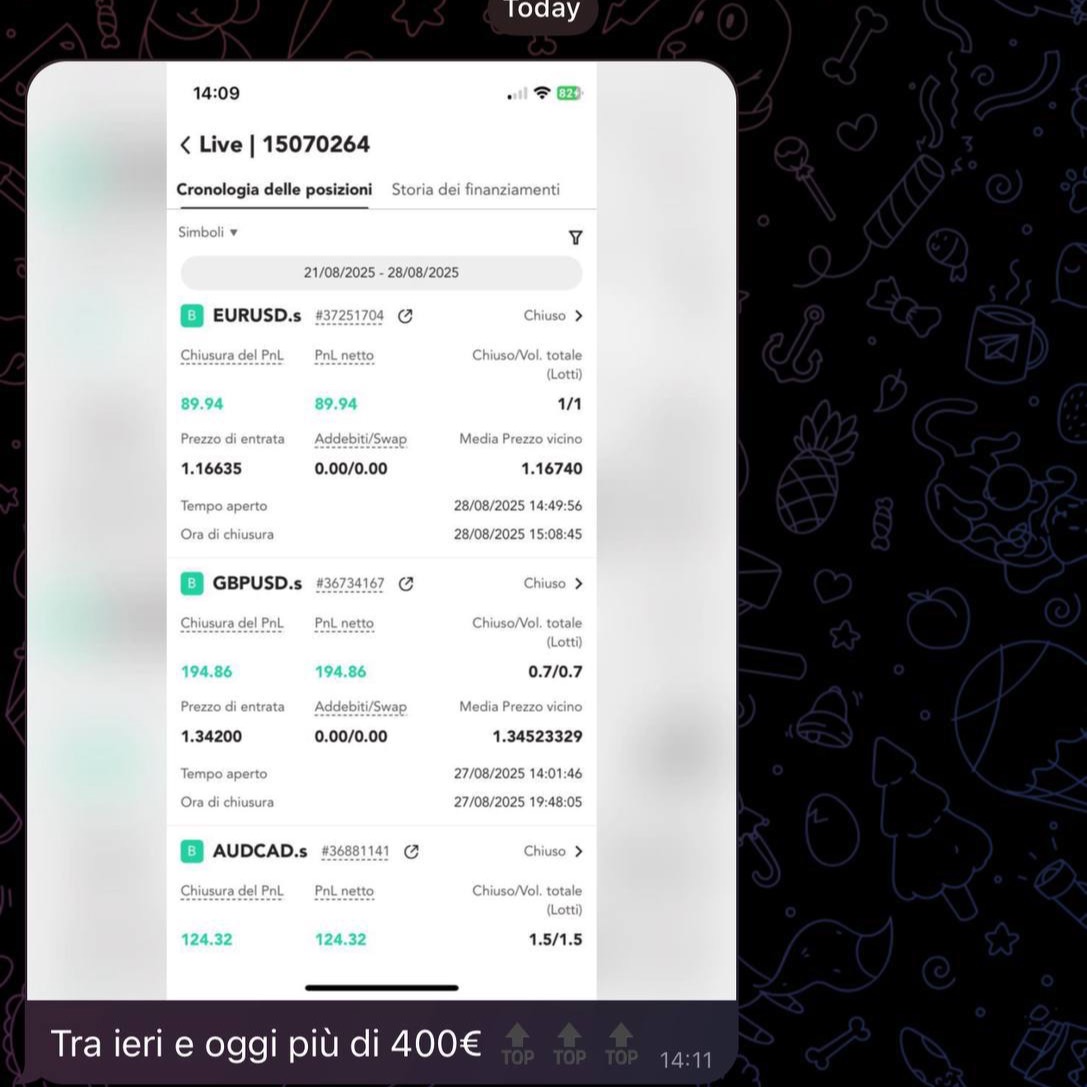 Today
14:09
82
Live | 15070264
Cronologia delle posizioni Storia dei finanziamenti
Simboli
21/08/2025 - 28/08/2025
B EURUSD.s #37251704 Chiuso
Chiusura del PnL PnL netto Chiuso/Vol. totale
(Lotti)
89.94 89.94 1/1
Prezzo di entrata Addebiti/Swap Media Prezzo vicino
1.16635 0.00/0.00 1.16740
Tempo aperto 28/08/2025 14:49:56
Ora di chiusura 28/08/2025 15:08:45
B GBPUSD.s #36734167 Chiuso
Chiusura del PnL PnL netto Chiuso/Vol. totale
(Lotti)
194.86 194.86 0.7/0.7
Prezzo di entrata Addebiti/Swap Media Prezzo vicino
1.34200 0.00/0.00 1.34523329
Tempo aperto 27/08/2025 14:01:46
Ora di chiusura 27/08/2025 19:48:05
B AUDCAD.s #36881141 Chiuso
Chiusura del PnL PnL netto Chiuso/Vol. totale
(Lotti)
124.32 124.32 1.5/1.5
Tra ieri e oggi più di 400€ TOP TOP TOP 14:11